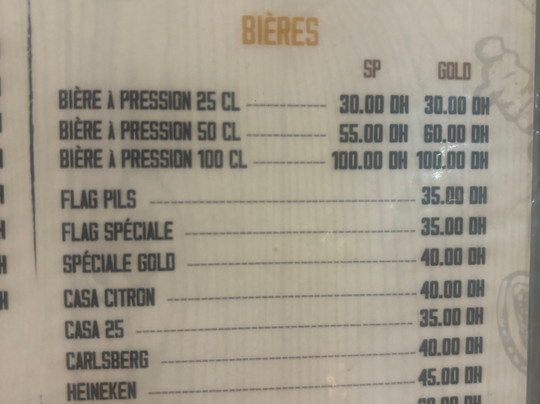 BIÈRES
SP GOLD
BIÈRE À PRESSION 25 CL 30.00 DH 30.00 DH
BIÈRE À PRESSION 50 CL 55.00 DH 60.00 DH
BIÈRE À PRESSION 100 CL 100.00 DH 100.00 DH
FLAG PILS 35.00 DH
FLAG SPÉCIALE 35.00 DH
SPÉCIALE GOLD 40.00 DH
CASA CITRON 40.00 DH
CASA 25 35.00 DH
CARLSBERG 40.00 DH
HEINEKEN 45.00 DH